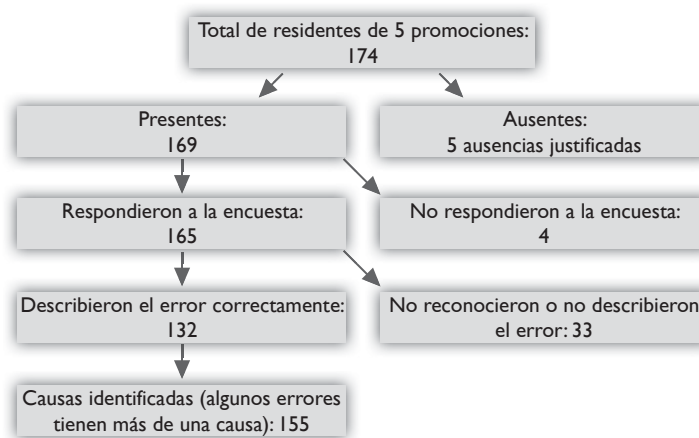 Total de residentes de 5 promociones:
174
Presentes:
169
Ausentes:
5 ausencias justificadas
Respondieron a la encuesta:
165
No respondieron a la encuesta:
4
Describieron el error correctamente:
132
No reconocieron o no describieron
el error: 33
Causas identificadas (algunos errores
tienen más de una causa): 155